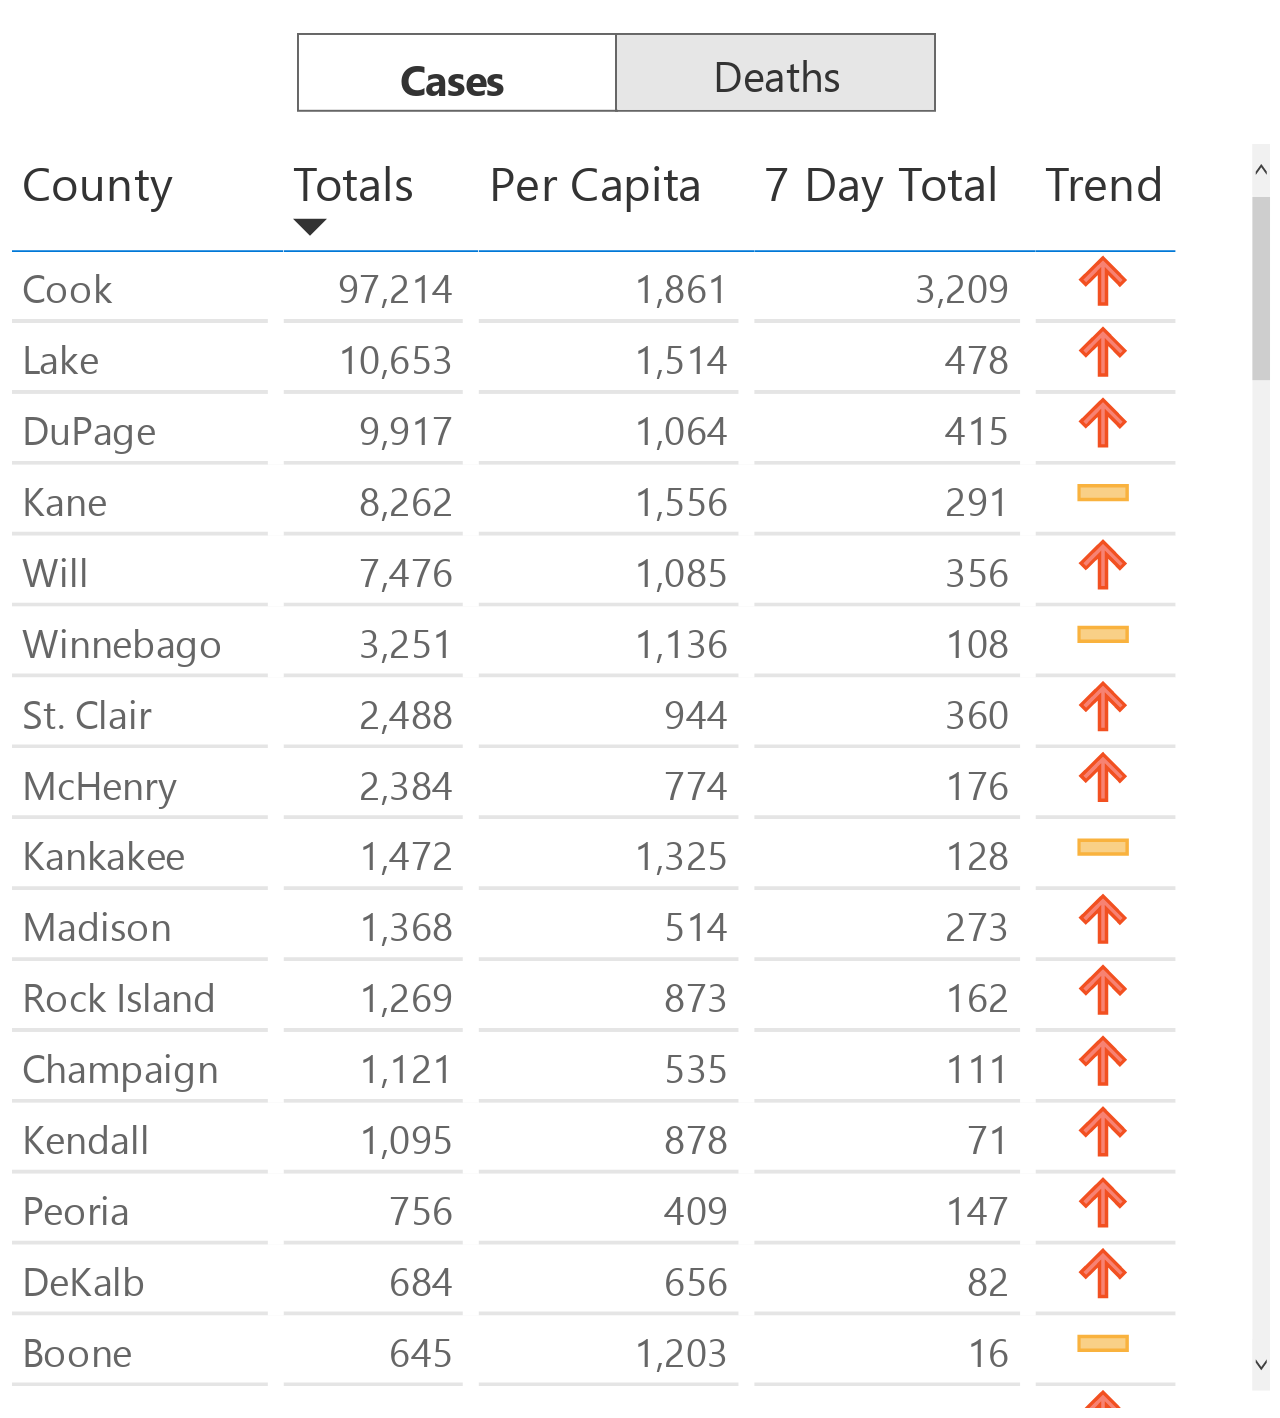 Cases Deaths
County Totals Per Capita 7 Day Total Trend
Cook 97,214 1,861 3,209
Lake 10,653 1,514 478
DuPage 9,917 1,064 415
Kane 8,262 1,556 291
Will 7,476 1,085 356
Winnebago 3,251 1,136 108
St. Clair 2,488 944 360
McHenry 2,384 774 176
Kankakee 1,472 1,325 128
Madison 1,368 514 273
Rock Island 1,269 873 162
Champaign 1,121 535 111
Kendall 1,095 878 71
Peoria 756 409 147
DeKalb 684 656 82
Boone 645 1,203 16